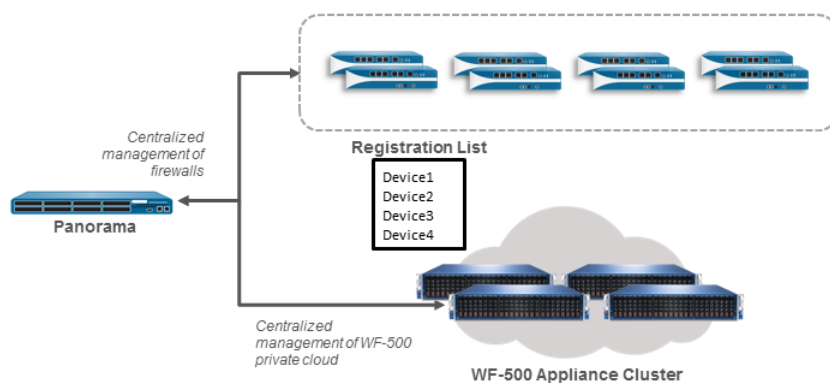 Centralized
management of
firewalls
Panorama
Registration List
Device1
Device2
Device3
Device4
Centralized
management of WF-500
private cloud
WF-500 Appliance Cluster